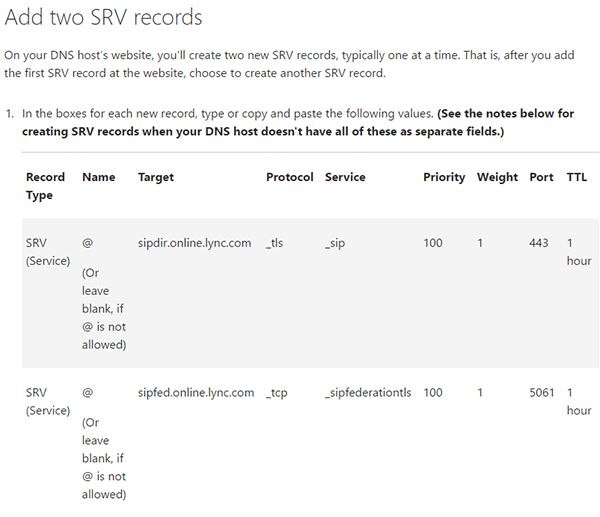 Add two SRV records
On your DNS host's website, you'll create two new SRV records, typically one at a time. That is, after you add
the first SRV record at the website, choose to create another SRV record.
1. In the boxes for each new record, type or copy and paste the following values. (See the notes below for
creating SRV records when your DNS host doesn't have all of these as separate fields.)
Record Name Target Protocol Service Priority Weight Port TTL
Type
SRV @ sipdir.online.lync.com _tls _sip 100 1 443 1
(Service) hour
(Or
leave
blank, if
@ is not
allowed)
SRV @ sipfed.online.lync.com _tcp _sipfederationtls 100 1 5061 1
(Service) hour
(Or
leave
blank, if
@ is not
allowed)